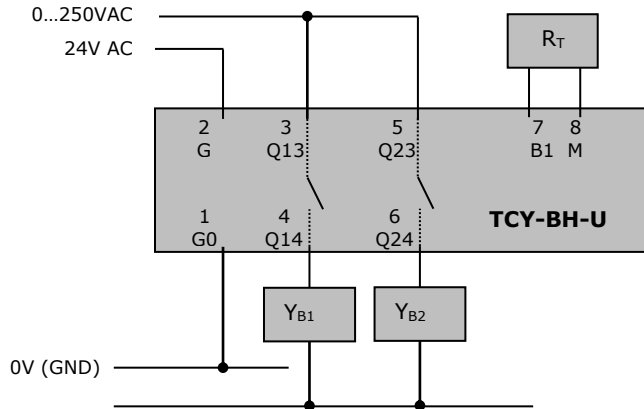 0...250VAC
24V AC
R_T
2 3 5 7 8
G Q13 Q23 B1 M
1 4 6 TCY-BH-U
G0 Q14 Q24
Y_B1 Y_B2
0V (GND)